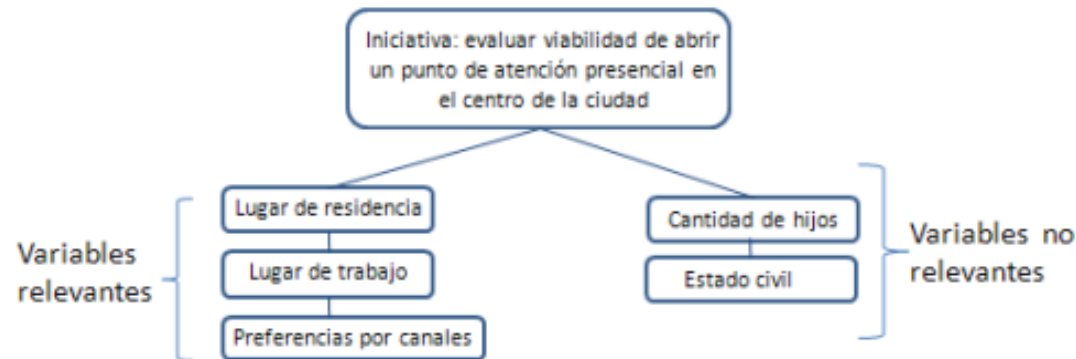 Iniciativa: evaluar viabilidad de abrir
un punto de atención presencial en
el centro de la ciudad
Variables
relevantes
Lugar de residencia
Lugar de trabajo
Preferencias por canales
Cantidad de hijos
Estado civil
Variables no
relevantes